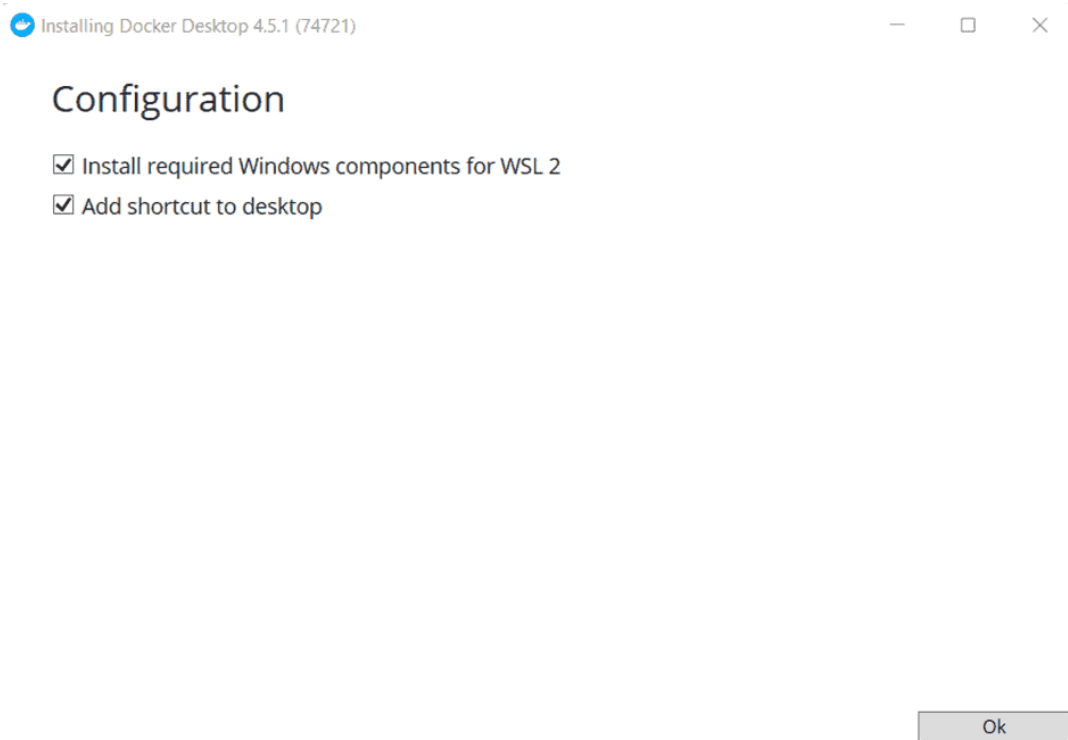 Installing Docker Desktop 4.5.1 (74721)
Configuration
Install required Windows components for WSL 2
Add shortcut to desktop
Ok